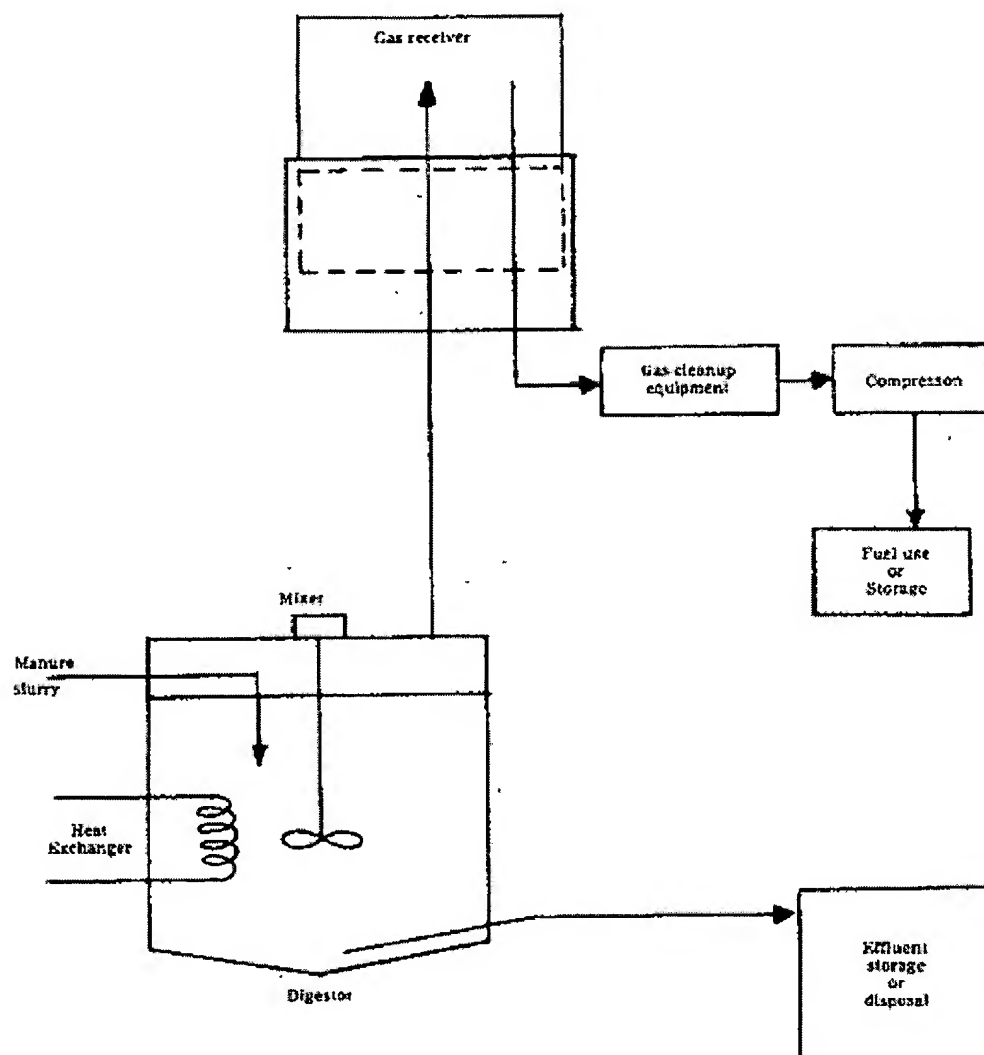 Gas receiver
Gas cleanup
equipment
Compressor
Fuel use
or
Storage
Mixer
Manure
slurry
Heat
Exchanger
Digestor
Effluent
storage
or
disposal